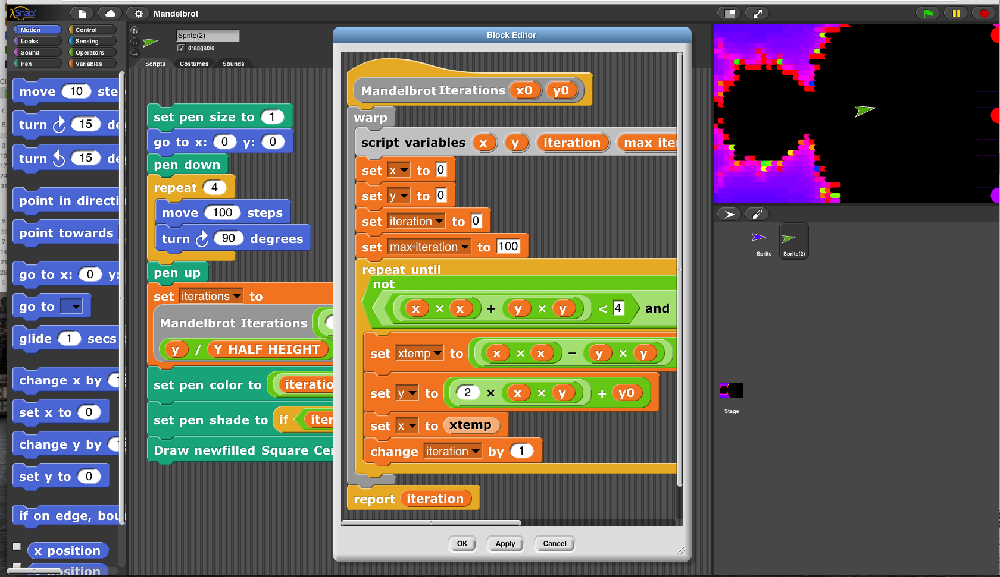 Snap!
Mandelbrot
Motion
Control
Looks
Sensing
Sound
Operators
Pen
Variables
move 10 ste
turn 15 de
turn 15 de
point in directi
point towards
go to x: 0 y:
go to
glide 1 secs
change x by
set x to 0
change y by
set y to 0
if on edge, bou
x position
Sprite(2)
draggable
Scripts
Costumes
Sounds
set pen size to 1
go to x: 0 y: 0
pen down
repeat 4
move 100 steps
turn 90 degrees
pen up
set iterations to
Mandelbrot Iterations
y / Y HALF HEIGHT
set pen color to iteratio
set pen shade to if iter
Draw newfilled Square Cen
Block Editor
Mandelbrot Iterations x0 y0
warp
script variables x y iteration max iter
set x to 0
set y to 0
set iteration to 0
set max iteration to 100
repeat until
not
x × x + y × y < 4 and
set xtemp to x × x − y × y
set y to 2 × x × y + y0
set x to xtemp
change iteration by 1
report iteration
OK
Apply
Cancel
Sprite
Sprite(2)
Stage